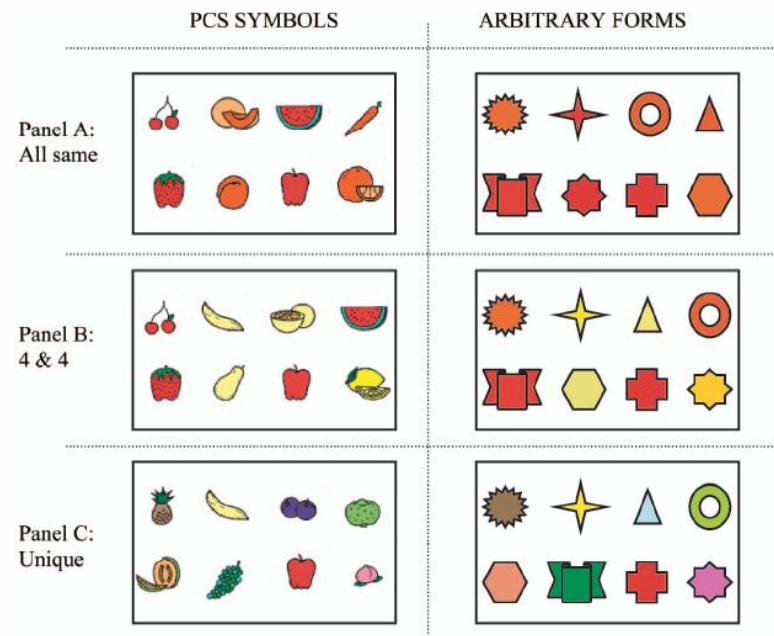 PCS SYMBOLS
ARBITRARY FORMS
Panel A:
All same
Panel B:
4 & 4
Panel C:
Unique